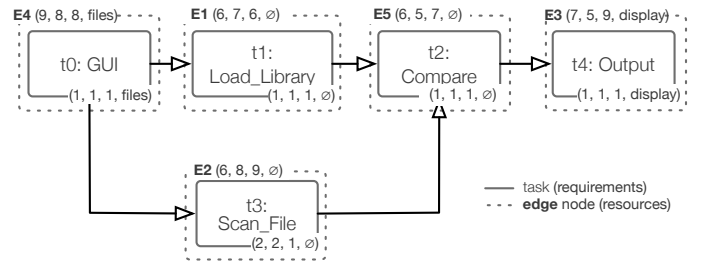 E4 (9, 8, 8, files)
E1 (6, 7, 6, ∅)
E5 (6, 5, 7, ∅)
E3 (7, 5, 9, display)
t0: GUI
(1, 1, 1, files)
t1:
Load_Library
(1, 1, 1, ∅)
t2:
Compare
(1, 1, 1, ∅)
t4: Output
(1, 1, 1, display)
E2 (6, 8, 9, ∅)
t3:
Scan_File
(2, 2, 1, ∅)
task (requirements)
edge node (resources)